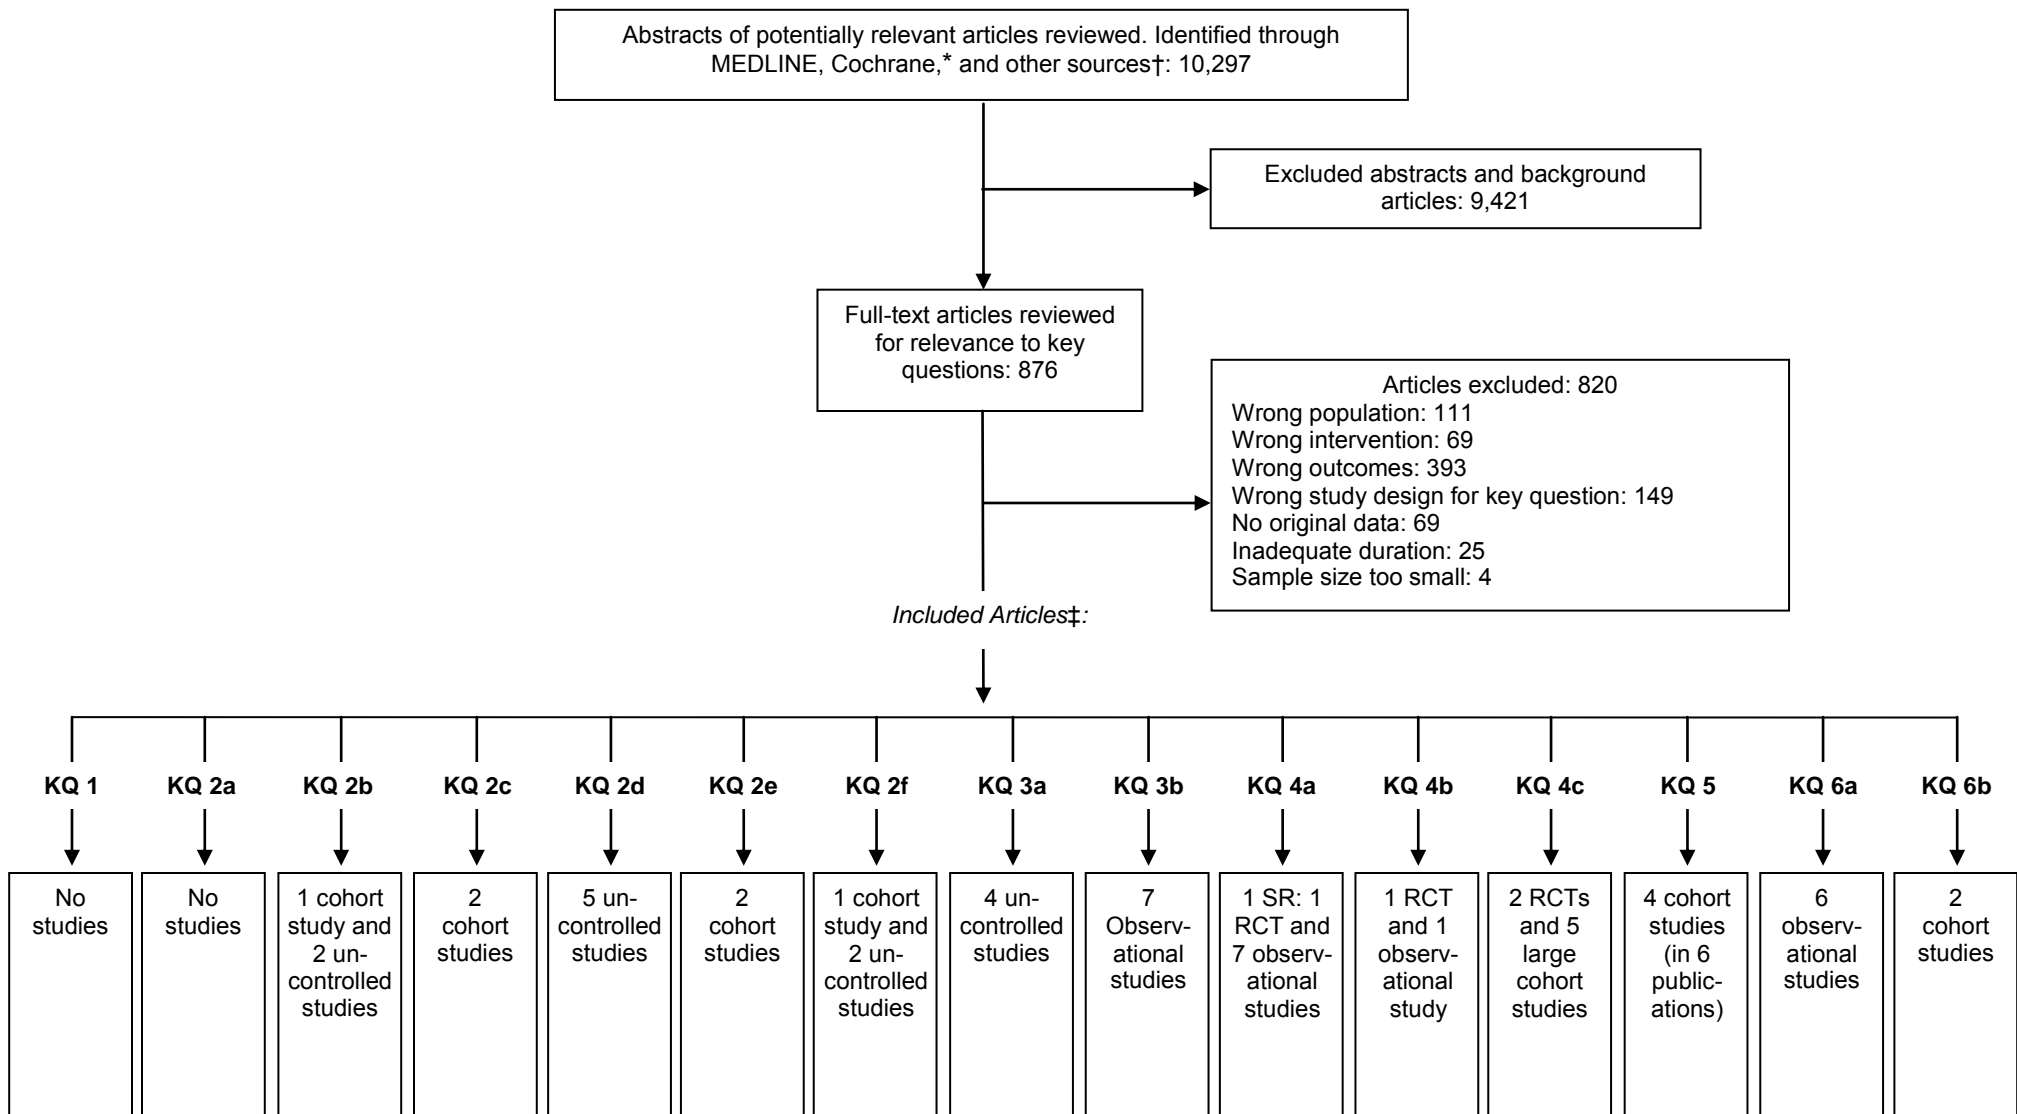 Abstracts of potentially relevant articles reviewed. Identified through
MEDLINE, Cochrane,* and other sources†: 10,297
Excluded abstracts and background
articles: 9,421
Full-text articles reviewed
for relevance to key
questions: 876
Articles excluded: 820
Wrong population: 111
Wrong intervention: 69
Wrong outcomes: 393
Wrong study design for key question: 149
No original data: 69
Inadequate duration: 25
Sample size too small: 4
Included Articles‡:
KQ 1
KQ 2a
KQ 2b
KQ 2c
KQ 2d
KQ 2e
KQ 2f
KQ 3a
KQ 3b
KQ 4a
KQ 4b
KQ 4c
KQ 5
KQ 6a
KQ 6b
No
studies
No
studies
1 cohort
study and
2 un-
controlled
studies
2
cohort
studies
5 un-
controlled
studies
2
cohort
studies
1 cohort
study and
2 un-
controlled
studies
4 un-
controlled
studies
7
Observ-
ational
studies
1 SR: 1
RCT and
7 observ-
ational
studies
1 RCT
and 1
observ-
ational
study
2 RCTs
and 5
large
cohort
studies
4 cohort
studies
(in 6
public-
ations)
6
observ-
ational
studies
2
cohort
studies